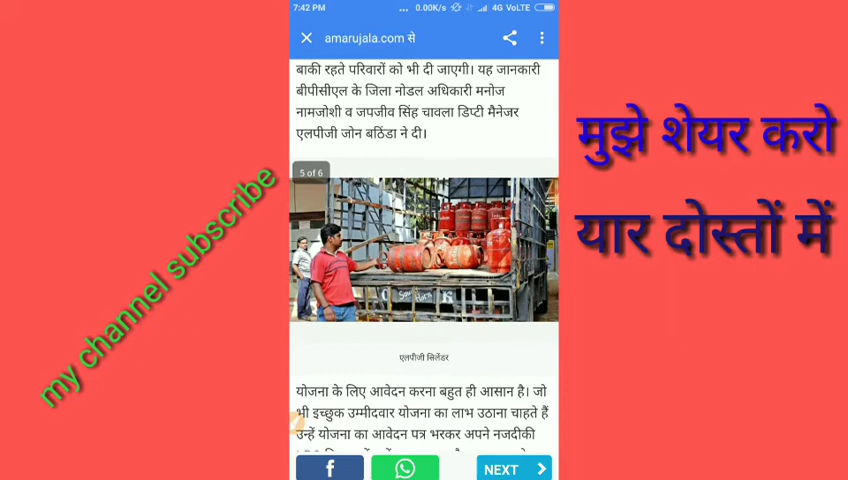 7:42 PM
... 0.00K/s 4G VoLTE
amarujala.com से
बाकी रहते परिवारों को भी दी जाएगी। यह जानकारी
बीपीसीएल के जिला नोडल अधिकारी मनोज
नामजोशी व जपजीव सिंह चावला डिप्टी मैनेजर
एलपीजी जोन बठिंडा ने दी।
5 of 6
एलपीजी सिलेंडर
योजना के लिए आवेदन करना बहुत ही आसान है। जो
भी इच्छुक उम्मीदवार योजना का लाभ उठाना चाहते हैं
उन्हें योजना का आवेदन पत्र भरकर अपने नजदीकी
NEXT
my channel subscribe
मुझे शेयर करो
यार दोस्तों में